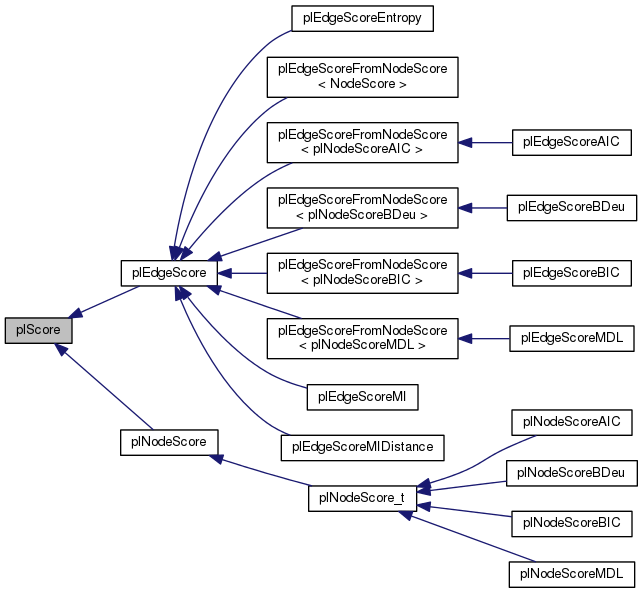 plEdgeScoreEntropy
plEdgeScoreFromNodeScore
< NodeScore >
plEdgeScoreFromNodeScore
< plNodeScoreAIC >
plEdgeScoreAIC
plEdgeScoreFromNodeScore
< plNodeScoreBDeu >
plEdgeScoreBDeu
plEdgeScore
plEdgeScoreFromNodeScore
< plNodeScoreBIC >
plEdgeScoreBIC
plScore
plEdgeScoreFromNodeScore
< plNodeScoreMDL >
plEdgeScoreMDL
plEdgeScoreMI
plNodeScore
plEdgeScoreMIDistance
plNodeScoreAIC
plNodeScoreBDeu
plNodeScore_t
plNodeScoreBIC
plNodeScoreMDL